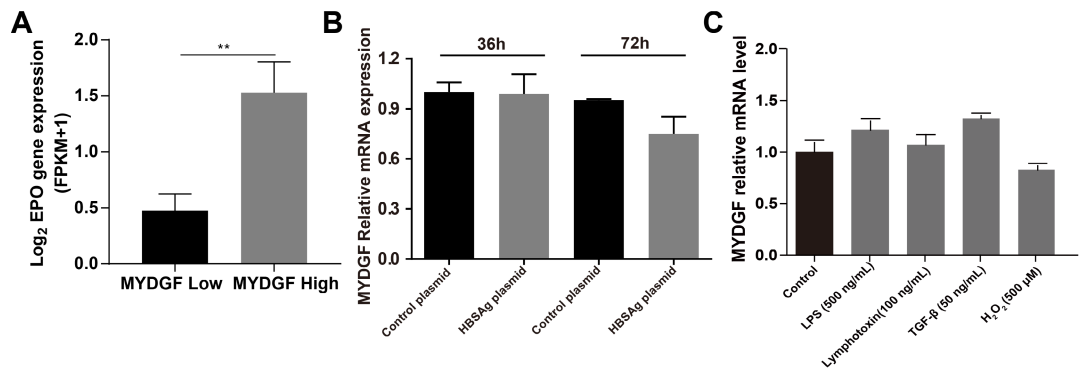 A
Log2 EPO gene expression
(FPKM+1)
2.0
1.5
1.0
0.5
0.0
**
MYDGF Low
MYDGF High
B
MYDGF Relative mRNA expression
1.2
0.9
0.6
0.3
0.0
36h
72h
Control plasmid
HBSAg plasmid
Control plasmid
HBSAg plasmid
C
MYDGF relative mRNA level
2.0
1.5
1.0
0.5
0.0
Control
LPS (500 ng/mL)
Lymphotoxin(100 ng/mL)
TGF-β (50 ng/mL)
H2O2 (500 μM)